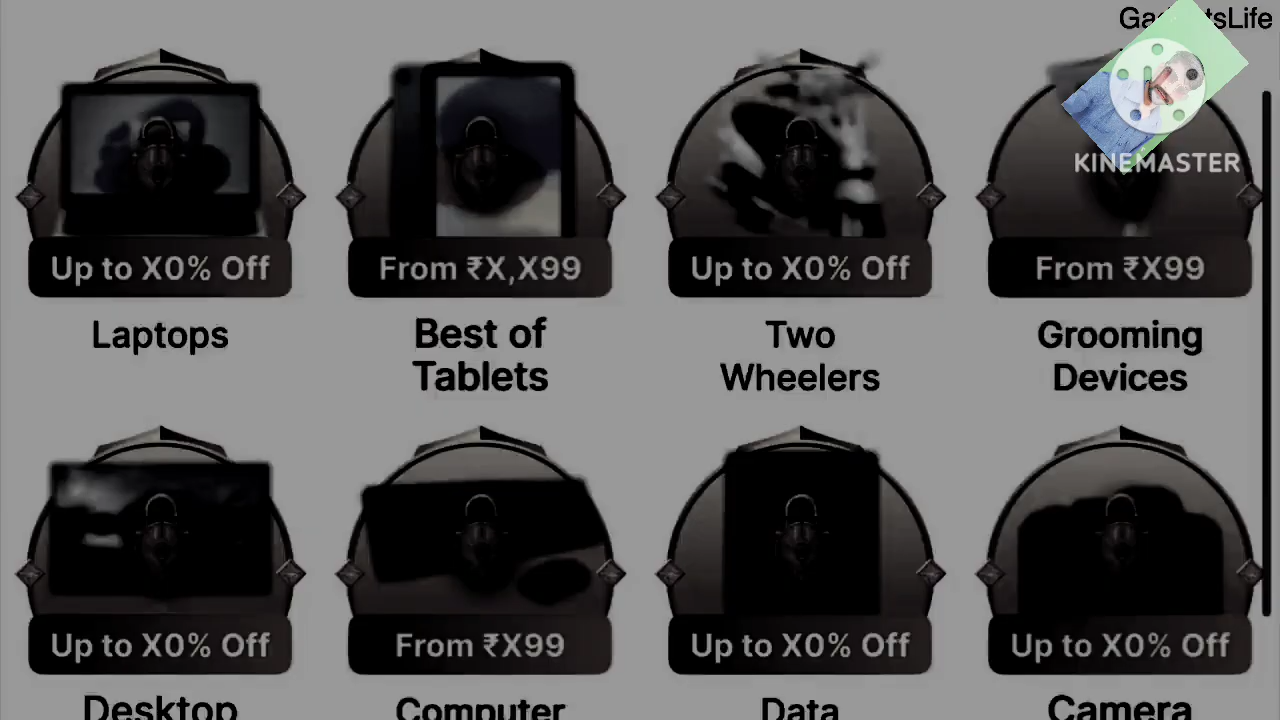 KINEMASTER
Up to X0% Off
From ₹X,X99
Up to X0% Off
From ₹X99
Laptops
Best of
Tablets
Two
Wheelers
Grooming
Devices
Up to X0% Off
From ₹X99
Up to X0% Off
Up to X0% Off
Desktop
Computer
Data
Camera